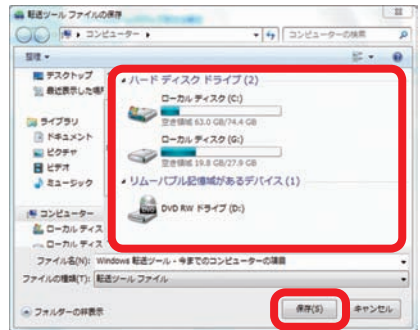 転送ツール ファイルの保存
コンピューター
コンピューターの検索
整理
デスクトップ
最近表示した場
ライブラリ
ドキュメント
ピクチャ
ビデオ
ミュージック
コンピューター
ローカル ディス
ローカル ディス
ハード ディスク ドライブ (2)
ローカル ディスク (C:)
空き領域 63.0 GB/74.4 GB
ローカル ディスク (G:)
空き領域 19.8 GB/27.9 GB
リムーバブル記憶域があるデバイス (1)
DVD RW ドライブ (D:)
ファイル名(N): Windows 転送ツール - 今までのコンピューターの項目
ファイルの種類(T): 転送ツール ファイル
フォルダーの非表示
保存(S)
キャンセル